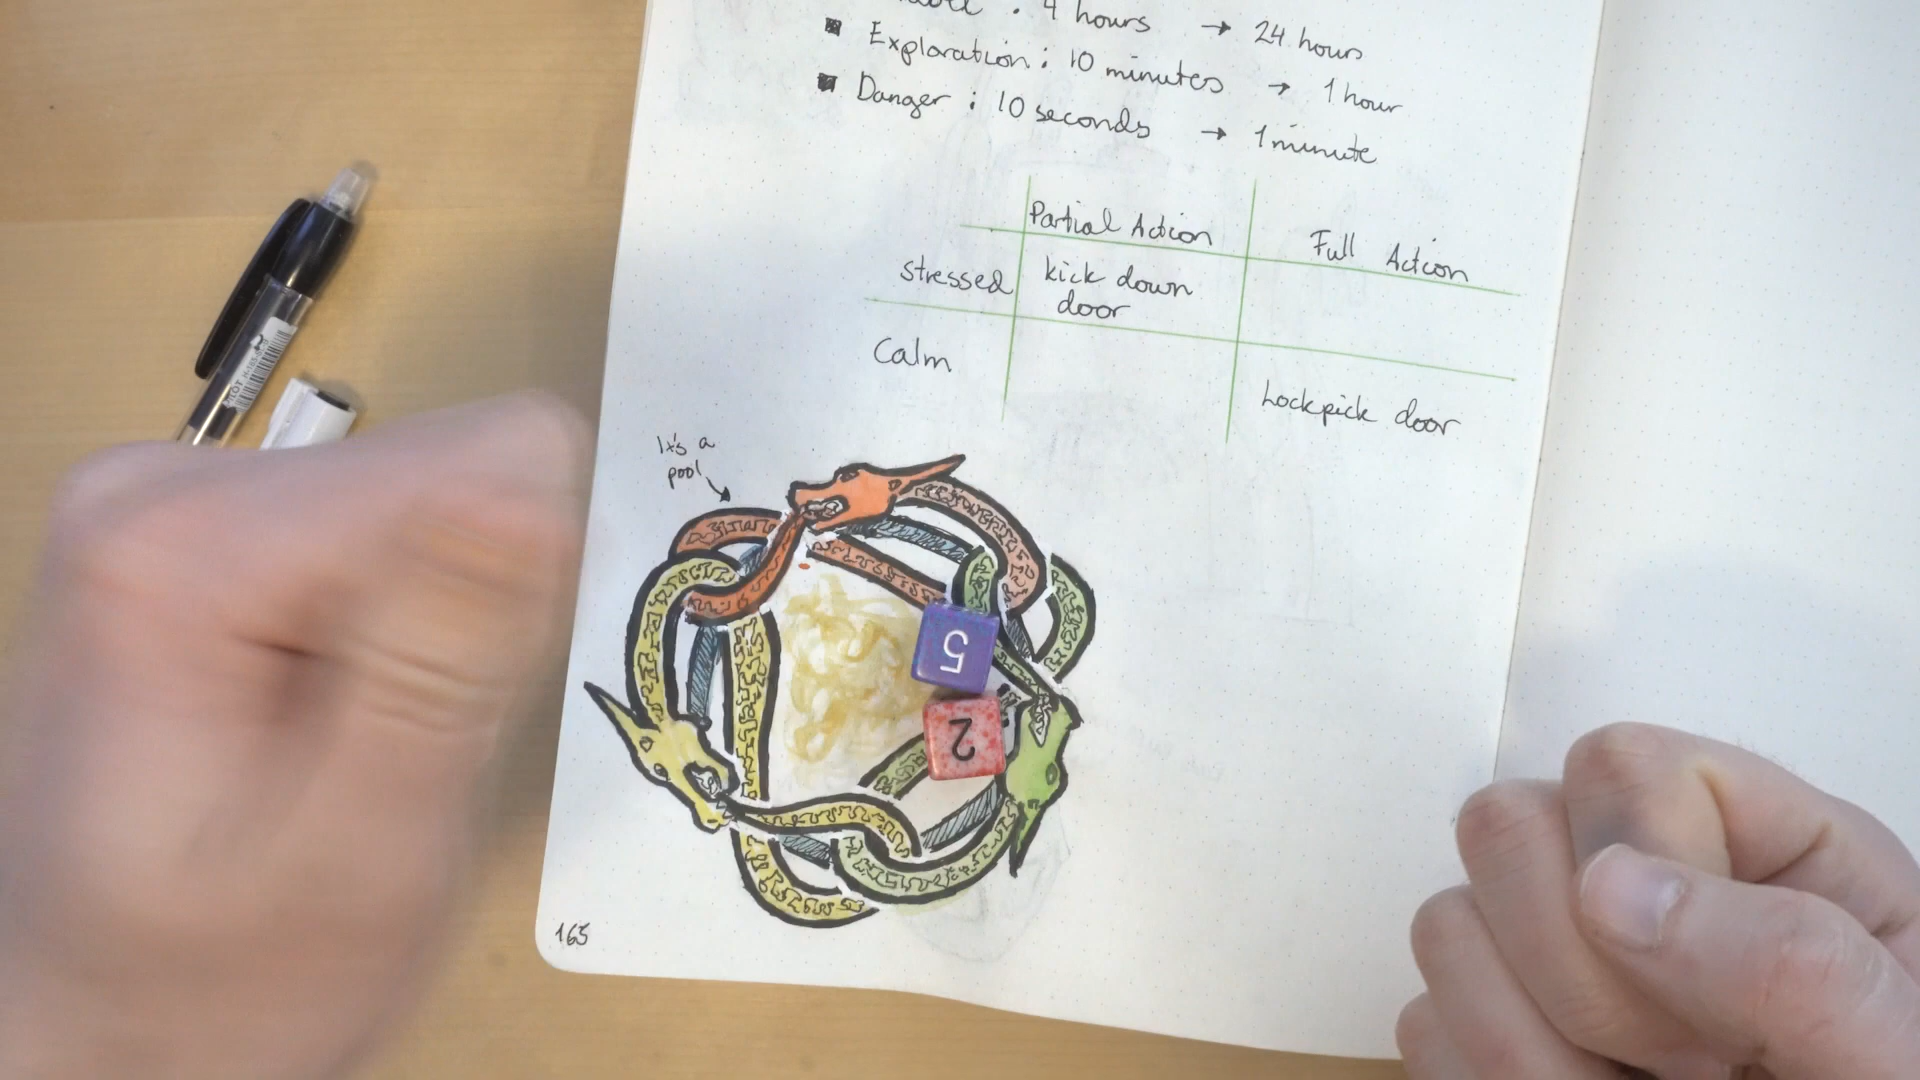 : 4 hours → 24 hours
Exploration : 10 minutes → 1 hour
Danger : 10 seconds → 1 minute
Partial Action Full Action
stressed kick down
door
Calm
Lockpick door
It's a
pool
5
2
165
PILOT